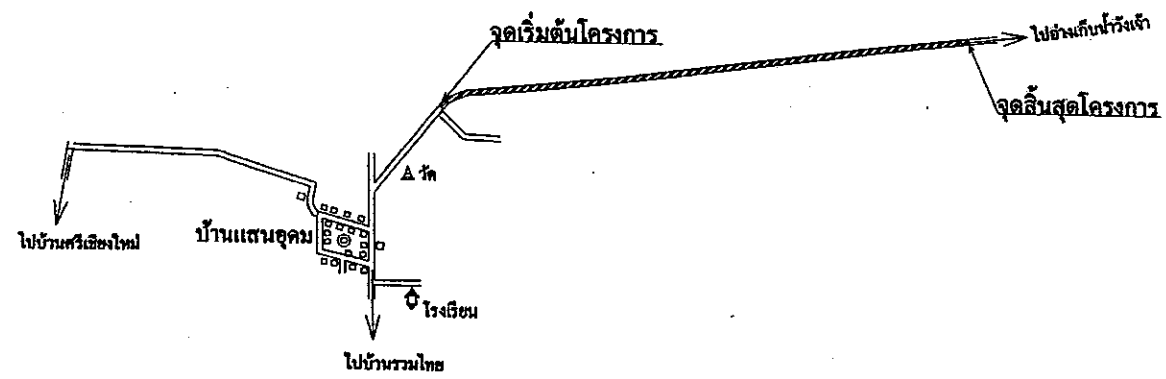 จุดเริ่มต้นโครงการ
ไปอ่างเก็บน้ำวังเจ้า
จุดสิ้นสุดโครงการ
วัด
ไปบ้านศรีเชียงใหม่
บ้านแสนอุดม
โรงเรียน
ไปบ้านรวมไทย